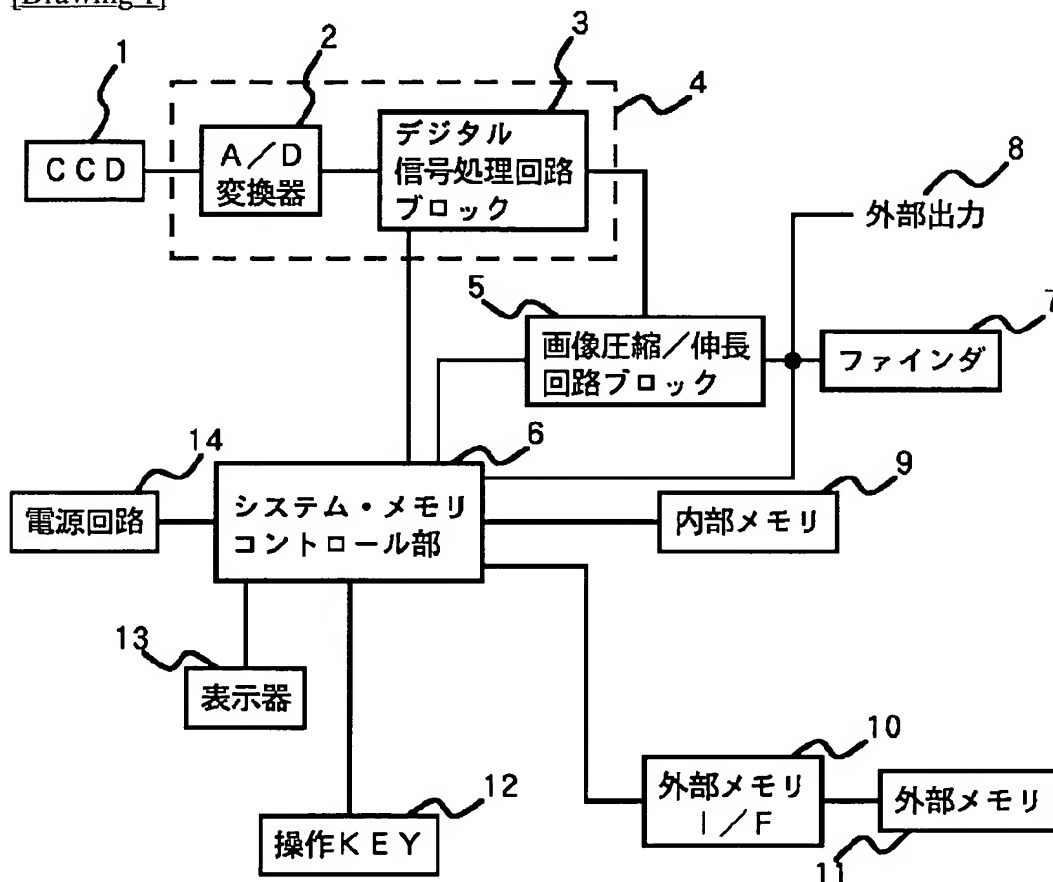 [Drawing 1]
1
2
3
4
CCD
A/D
変換器
デジタル
信号処理回路
ブロック
8
外部出力
5
7
画像圧縮/伸長
回路ブロック
ファインダ
14
6
9
電源回路
システム・メモリ
コントロール部
内部メモリ
13
表示器
10
12
外部メモリ
I/F
外部メモリ
操作KEY
11